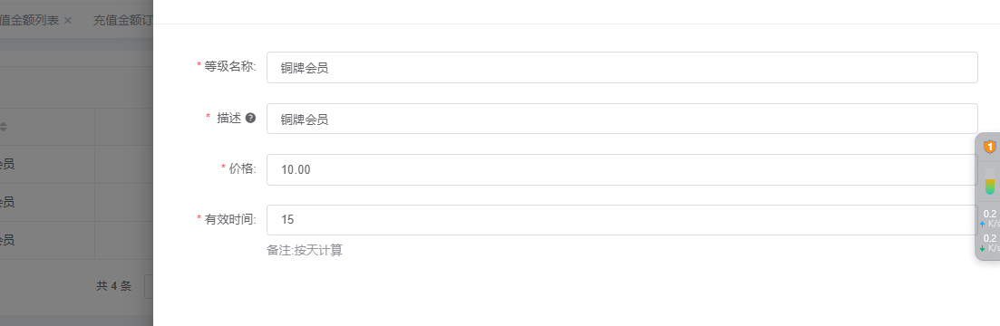 值金额列表 ×
充值金额订
* 等级名称: 铜牌会员
* 描述 ? 铜牌会员
会员
* 价格: 10.00
会员
* 有效时间: 15
会员
备注:按天计算
共 4 条
1
0.2
K/s
0.2
K/s